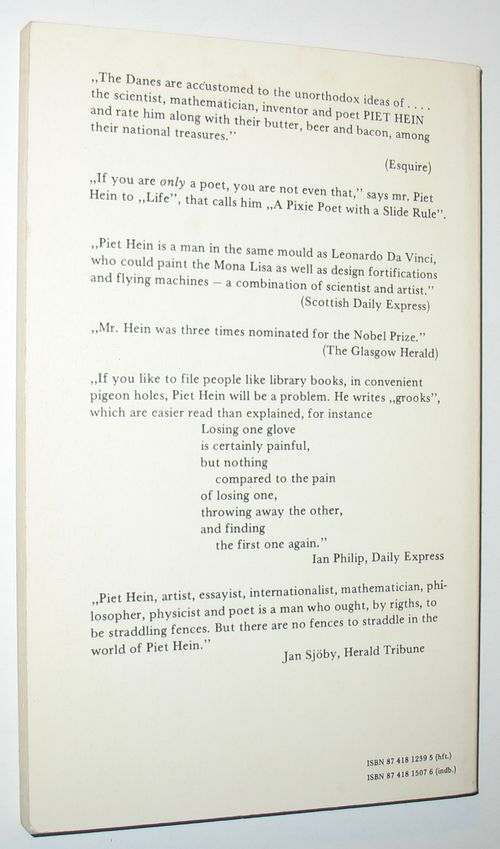 „The Danes are accustomed to the unorthodox ideas of . . . .
the scientist, mathematician, inventor and poet PIET HEIN
and rate him along with their butter, beer and bacon, among
their national treasures.”
(Esquire)
„If you are only a poet, you are not even that,” says mr. Piet
Hein to „Life”, that calls him „A Pixie Poet with a Slide Rule”.
„Piet Hein is a man in the same mould as Leonardo Da Vinci,
who could paint the Mona Lisa as well as design fortifications
and flying machines – a combination of scientist and artist.”
(Scottish Daily Express)
„Mr. Hein was three times nominated for the Nobel Prize.”
(The Glasgow Herald)
„If you like to file people like library books, in convenient
pigeon holes, Piet Hein will be a problem. He writes „grooks”,
which are easier read than explained, for instance
Losing one glove
is certainly painful,
but nothing
compared to the pain
of losing one,
throwing away the other,
and finding
the first one again.”
Ian Philip, Daily Express
„Piet Hein, artist, essayist, internationalist, mathematician, phi-
losopher, physicist and poet is a man who ought, by rigths, to
be straddling fences. But there are no fences to straddle in the
world of Piet Hein.”
Jan Sjöby, Herald Tribune
ISBN 87 418 1259 5 (hft.)
ISBN 87 418 1507 6 (indb.)